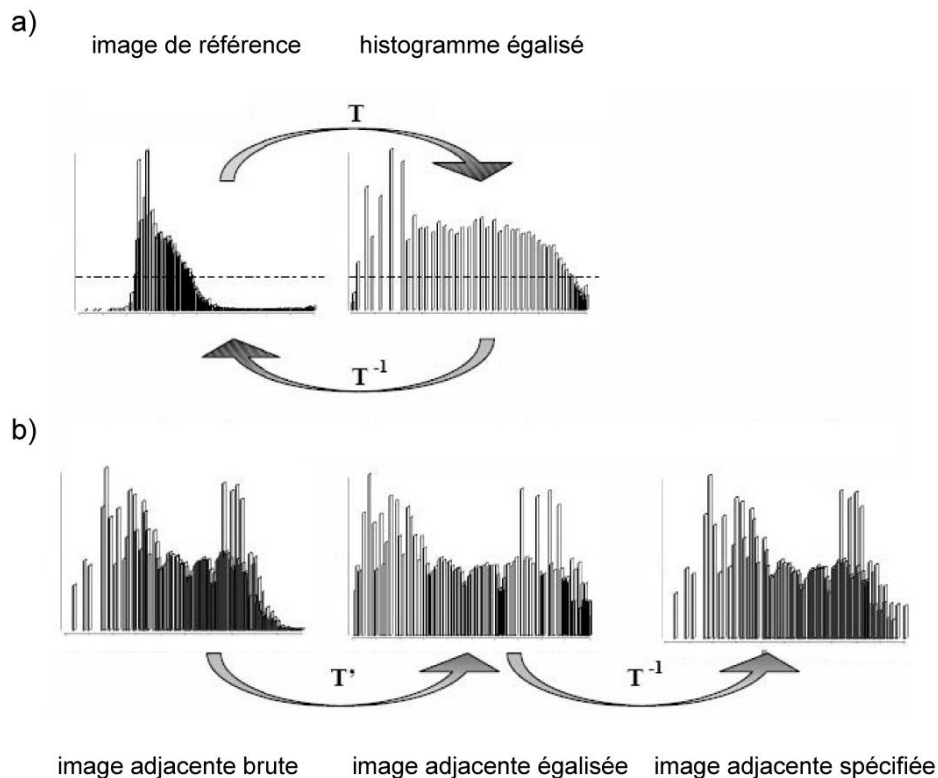 a)
image de référence histogramme égalisé
T
T⁻¹
b)
T' T⁻¹
image adjacente brute image adjacente égalisée image adjacente spécifiée